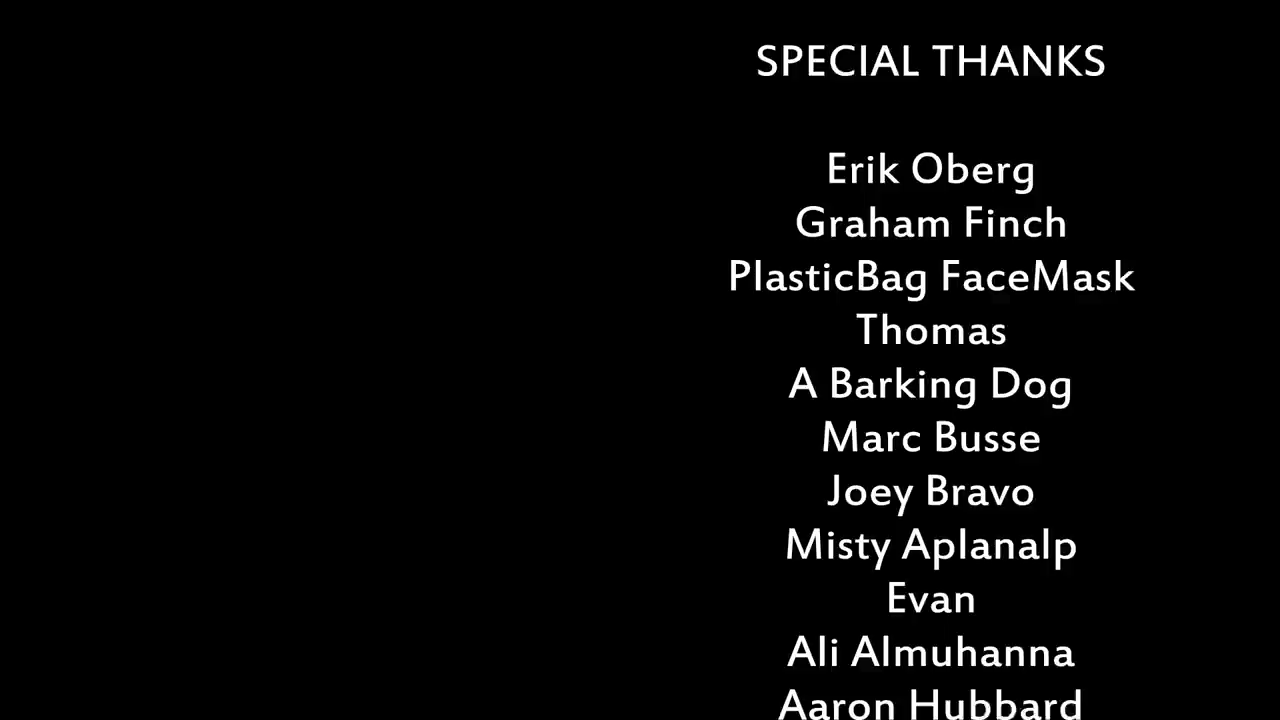 SPECIAL THANKS
Erik Oberg
Graham Finch
PlasticBag FaceMask
Thomas
A Barking Dog
Marc Busse
Joey Bravo
Misty Aplanalp
Evan
Ali Almuhanna
Aaron Hubbard